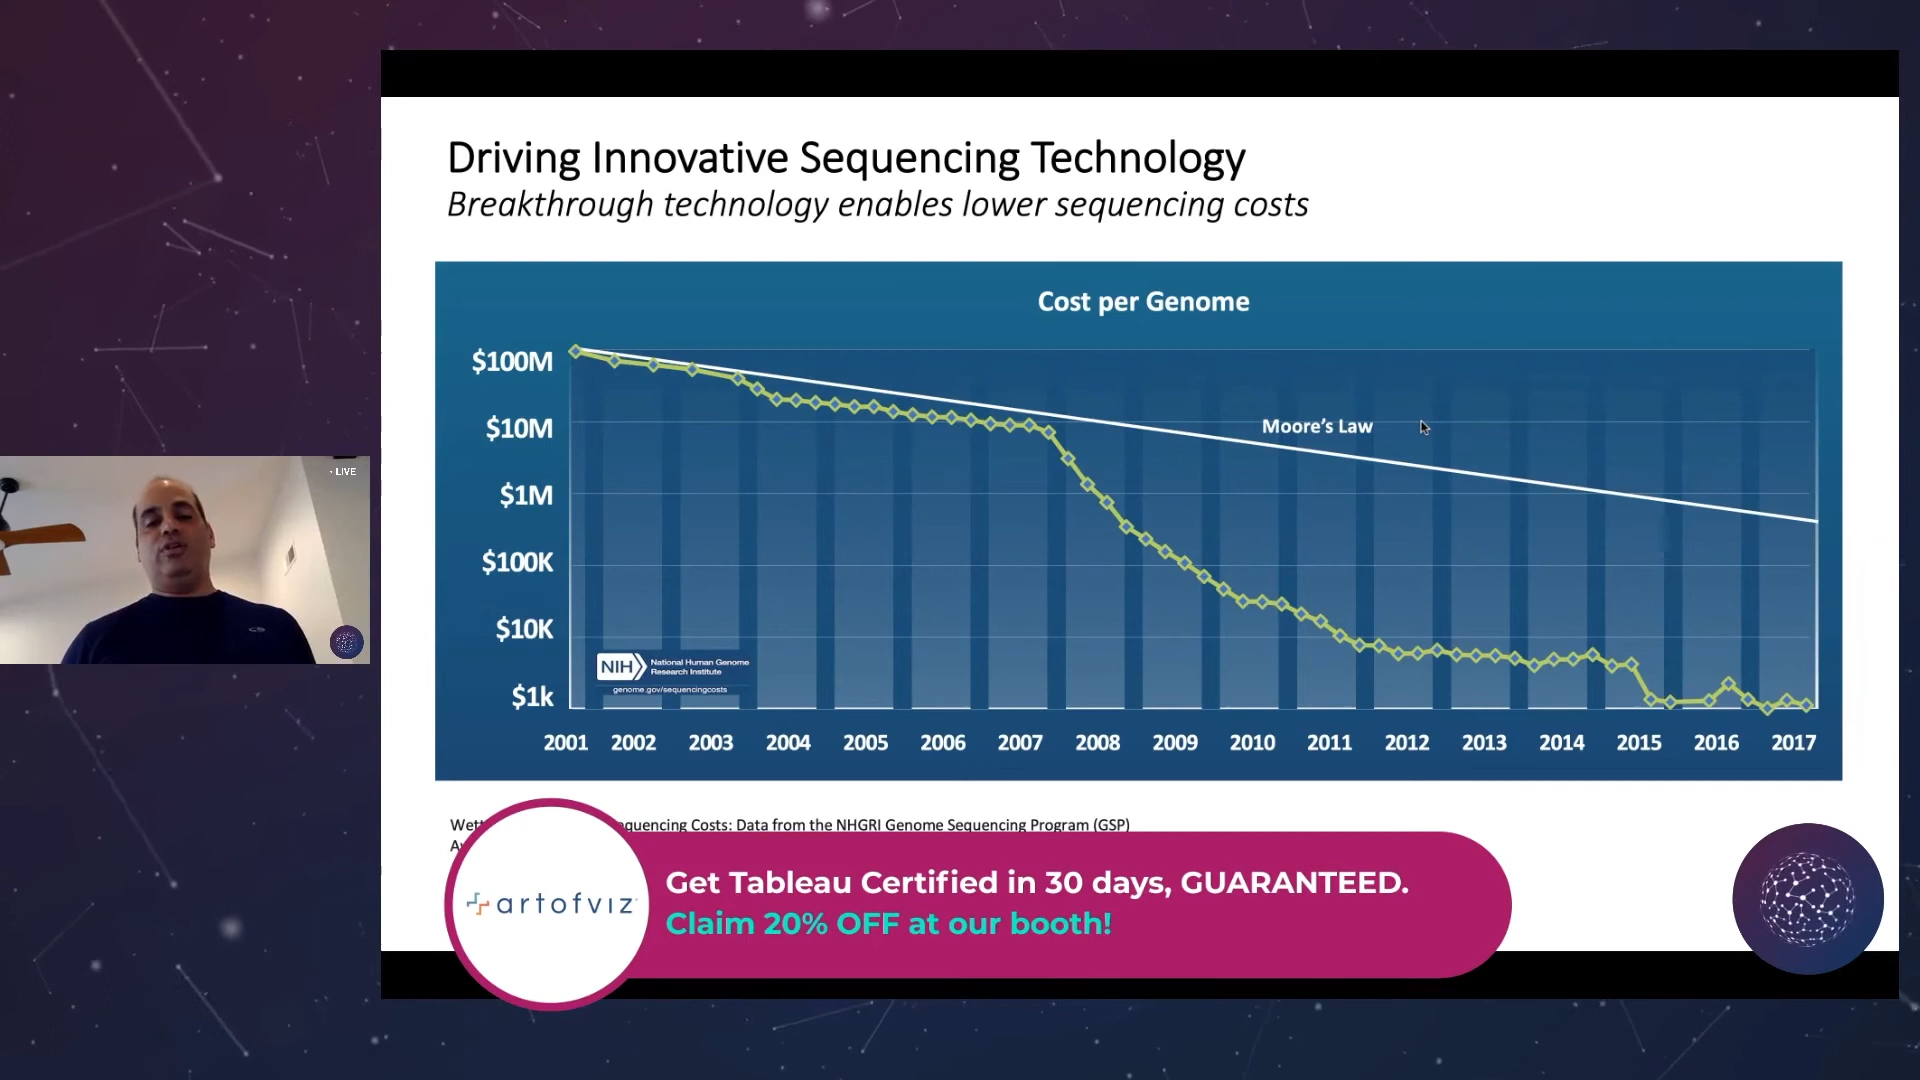 Driving Innovative Sequencing Technology
Breakthrough technology enables lower sequencing costs
Cost per Genome
$100M
$10M
$1M
$100K
$10K
$1k
Moore's Law
NIH National Human Genome
Research Institute
genome.gov/sequencingcosts
2001 2002 2003 2004 2005 2006 2007 2008 2009 2010 2011 2012 2013 2014 2015 2016 2017
LIVE
Costs: Data from the NHGRI Genome Sequencing Program (GSP)
artofviz
Get Tableau Certified in 30 days, GUARANTEED.
Claim 20% OFF at our booth!